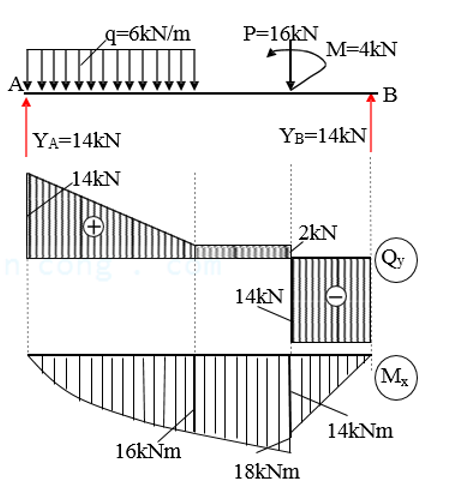 q=6kN/m
P=16kN
M=4kN
A
B
YA=14kN
YB=14kN
14kN
+
2kN
Qy
14kN
−
Mx
16kNm
14kNm
18kNm